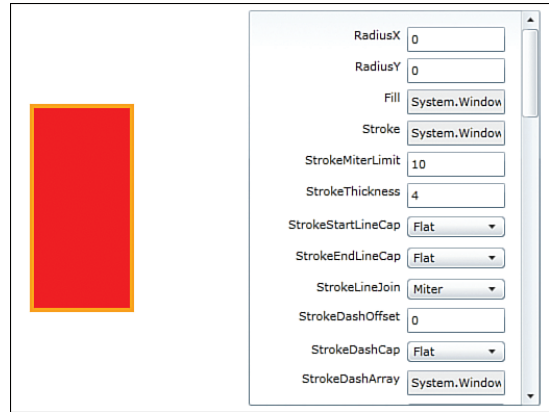 RadiusX 0
RadiusY 0
Fill System.Window
Stroke System.Window
StrokeMiterLimit 10
StrokeThickness 4
StrokeStartLineCap Flat
StrokeEndLineCap Flat
StrokeLineJoin Miter
StrokeDashOffset 0
StrokeDashCap Flat
StrokeDashArray System.Window